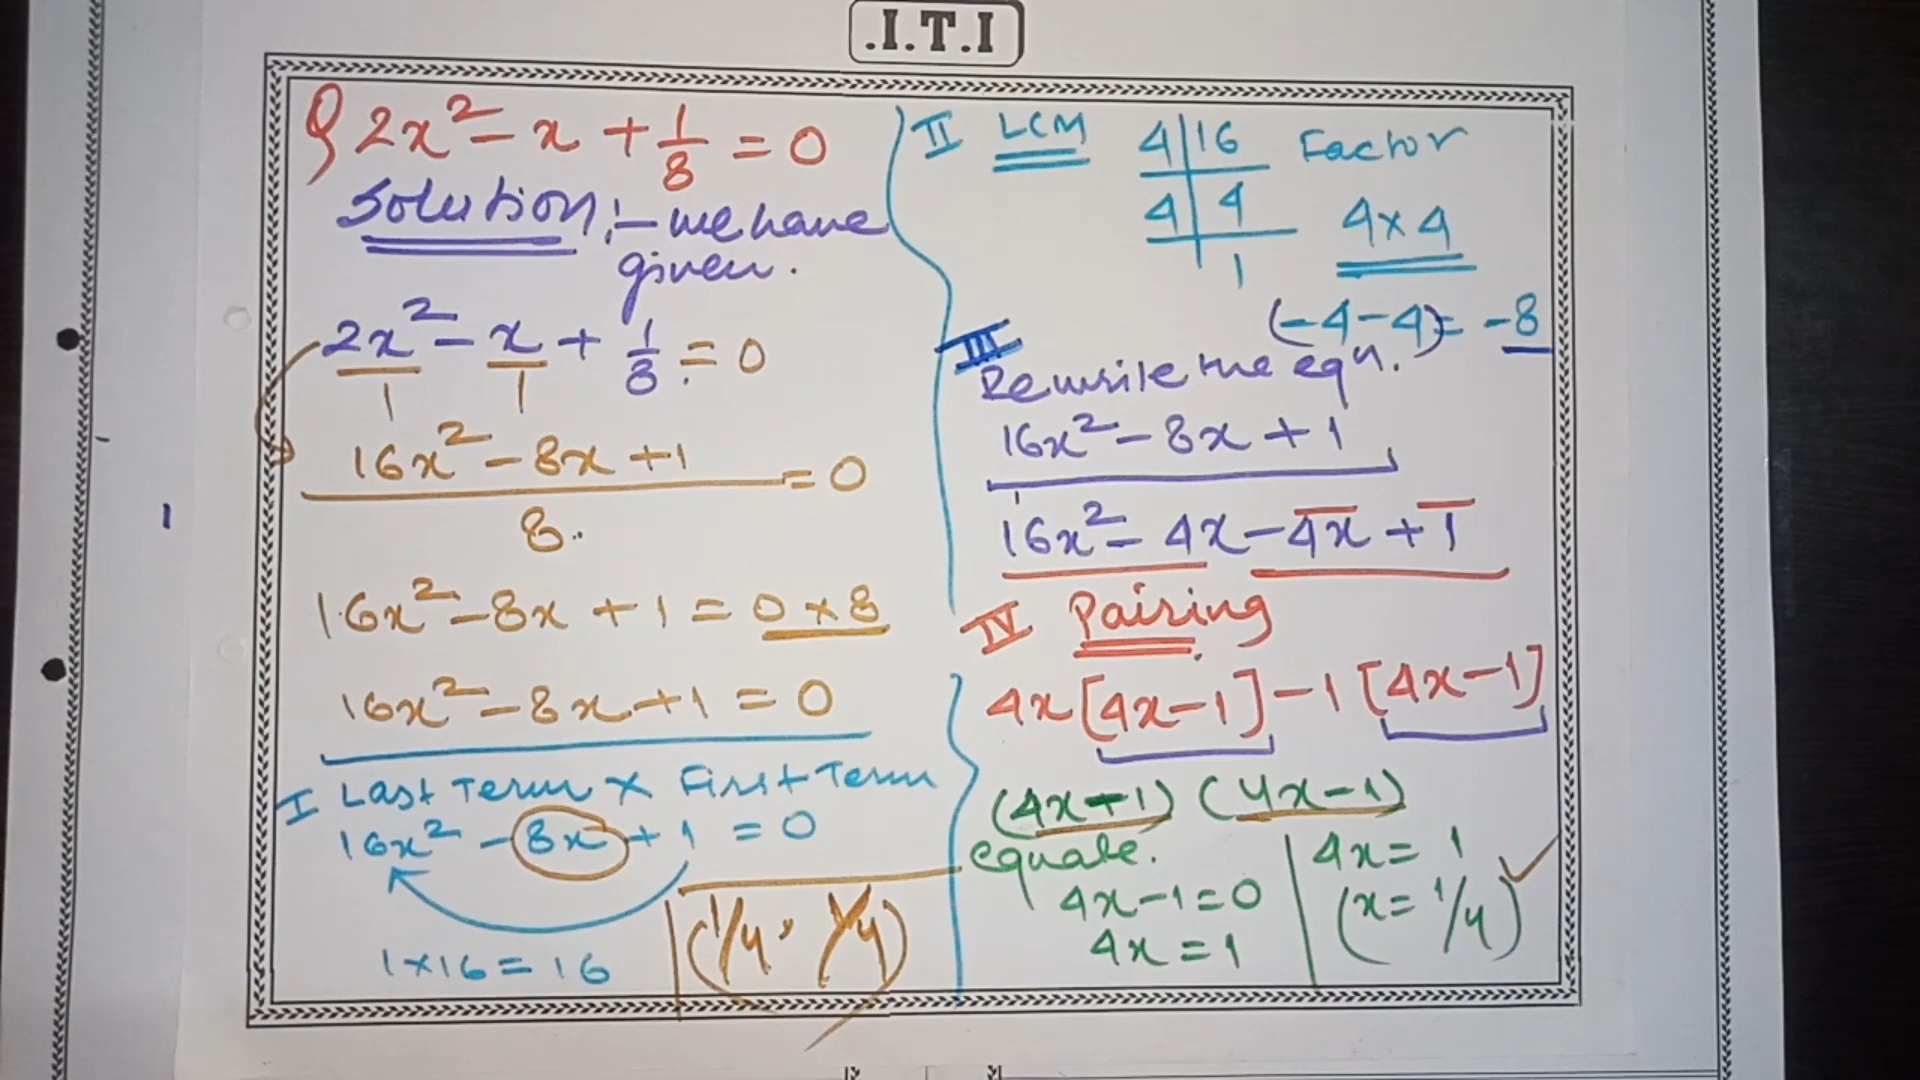 .I.T.I
Q 2x² - x + 1/8 = 0
Solution :- we have
given.
2x²/1 - x/1 + 1/8 = 0
16x² - 8x + 1 / 8 = 0
16x² - 8x + 1 = 0 × 8
16x² - 8x + 1 = 0
I Last Term × First Term
16x² - 8x + 1 = 0
1×16 = 16
(1/4, 1/4)
II LCM 4|16 Factor
4|4 4×4
1
(-4-4) = -8
III
Rewrite the eqn.
16x² - 8x + 1
16x² - 4x - 4x + 1
IV Pairing
4x[4x-1] -1[4x-1]
(4x-1) (4x-1)
equate.
4x-1=0
4x=1
4x=1
(x=1/4) ✓